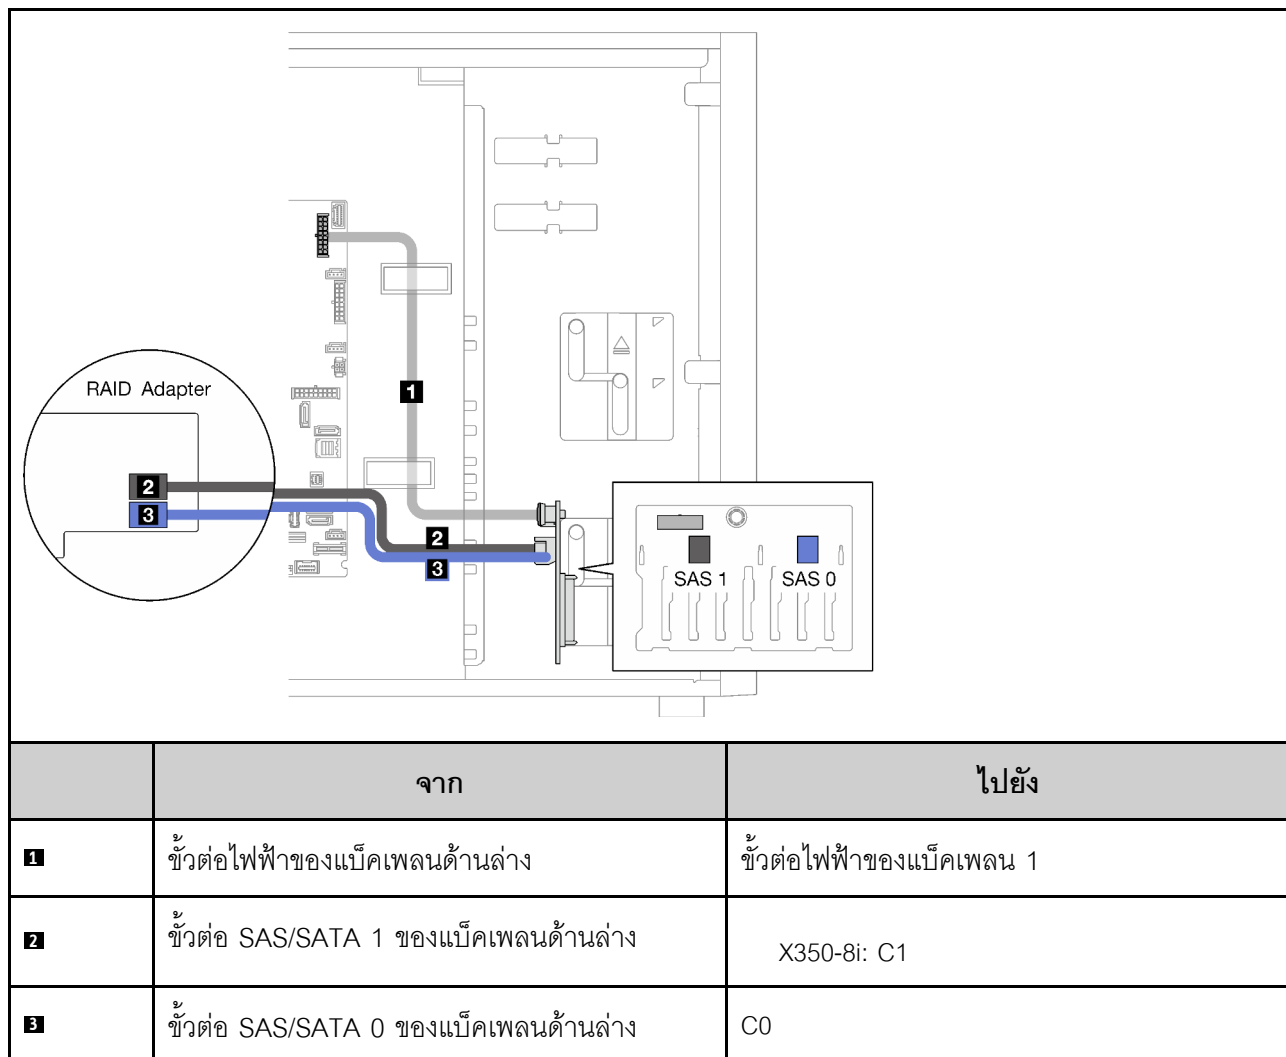 RAID Adapter
1
2
3
2
3
SAS 1 SAS 0
จาก ไปยัง
1 ขั้วต่อไฟฟ้าของแบ็คเพลนด้านล่าง ขั้วต่อไฟฟ้าของแบ็คเพลน 1
2 ขั้วต่อ SAS/SATA 1 ของแบ็คเพลนด้านล่าง X350-8i: C1
3 ขั้วต่อ SAS/SATA 0 ของแบ็คเพลนด้านล่าง C0